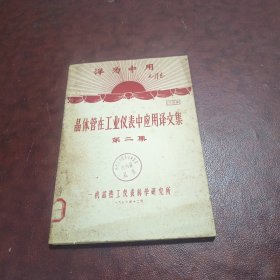 洋为中用
晶体管在工业仪表中应用译文集
第二集
一机部热工仪表科学研究所